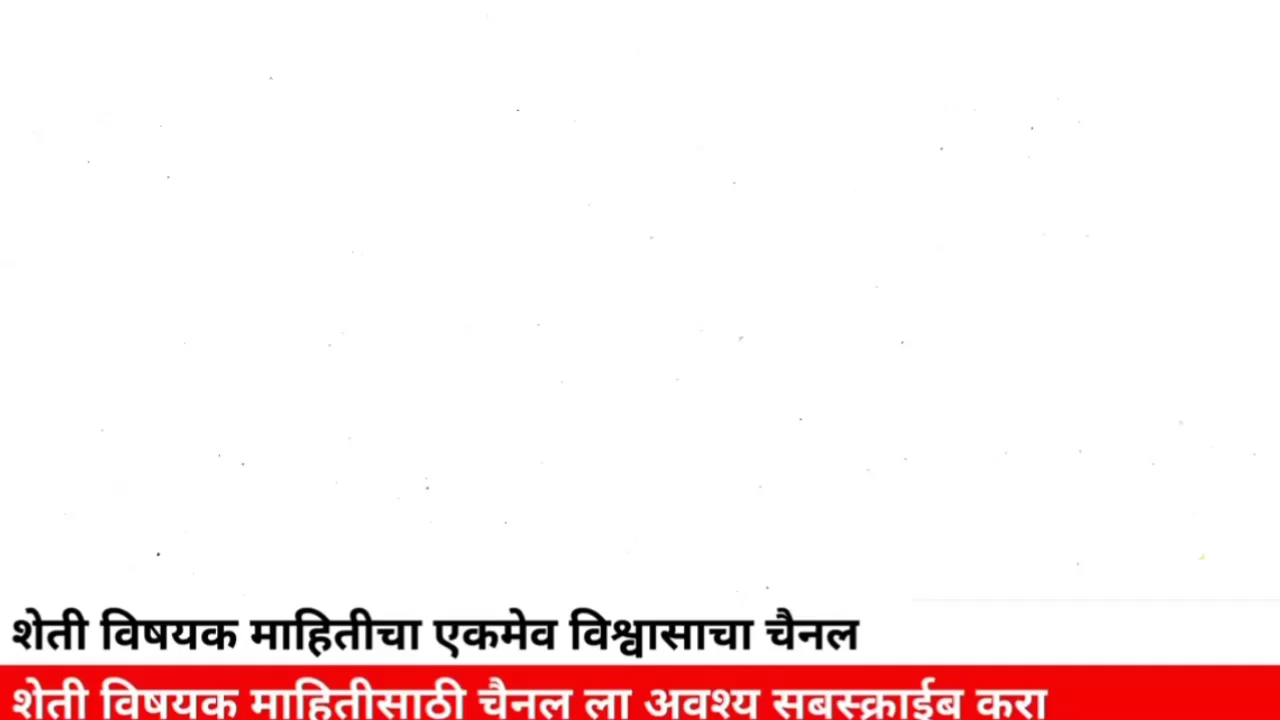 शेती विषयक माहितीचा एकमेव विश्वासाचा चैनल
शेती विषयक माहितीसाठी चैनल ला अवश्य सबस्क्राईब करा